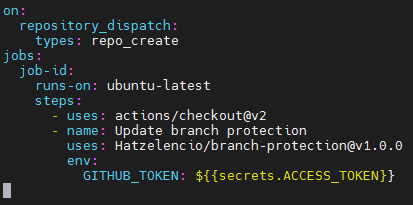 on:
  repository_dispatch:
    types: repo_create
jobs:
  job-id:
    runs-on: ubuntu-latest
    steps:
      - uses: actions/checkout@v2
      - name: Update branch protection
        uses: Hatzelencio/branch-protection@v1.0.0
        env:
          GITHUB_TOKEN: ${{secrets.ACCESS_TOKEN}}